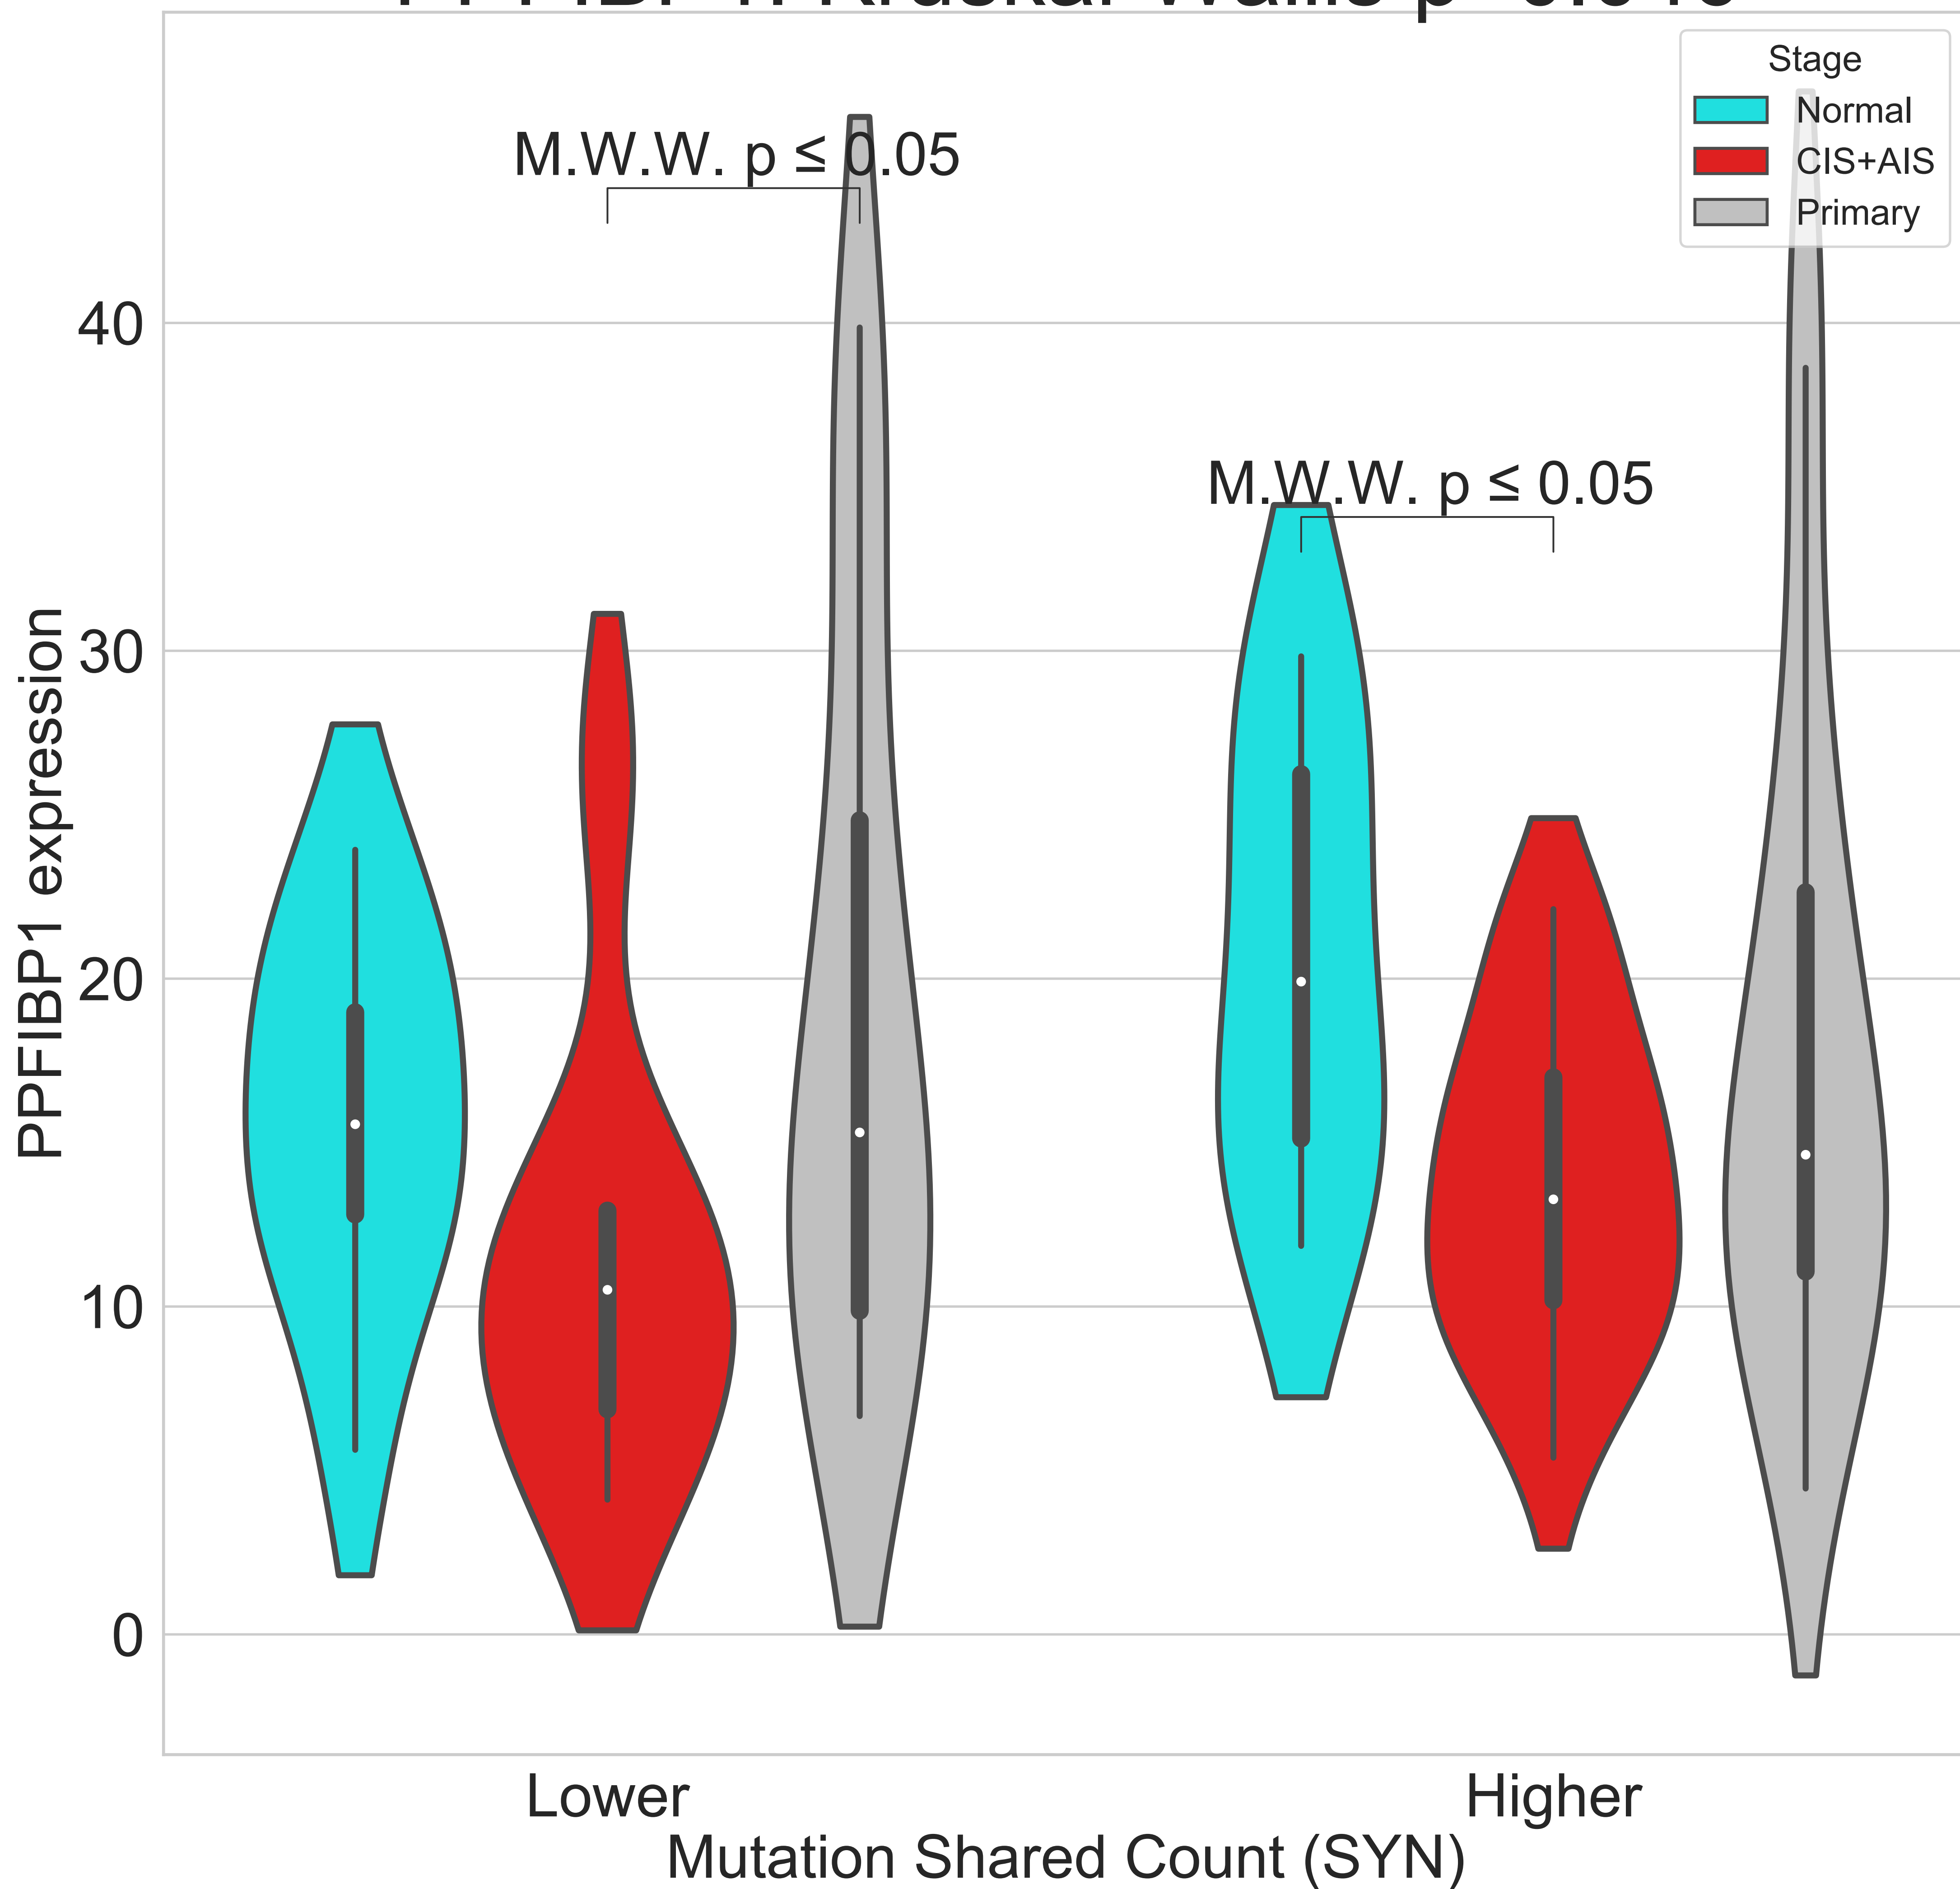 Stage
Normal
CIS+AIS
Primary
M.W.W. p ≤ 0.05
M.W.W. p ≤ 0.05
40
30
20
10
0
PPFIBP1 expression
Lower
Higher
Mutation Shared Count (SYN)